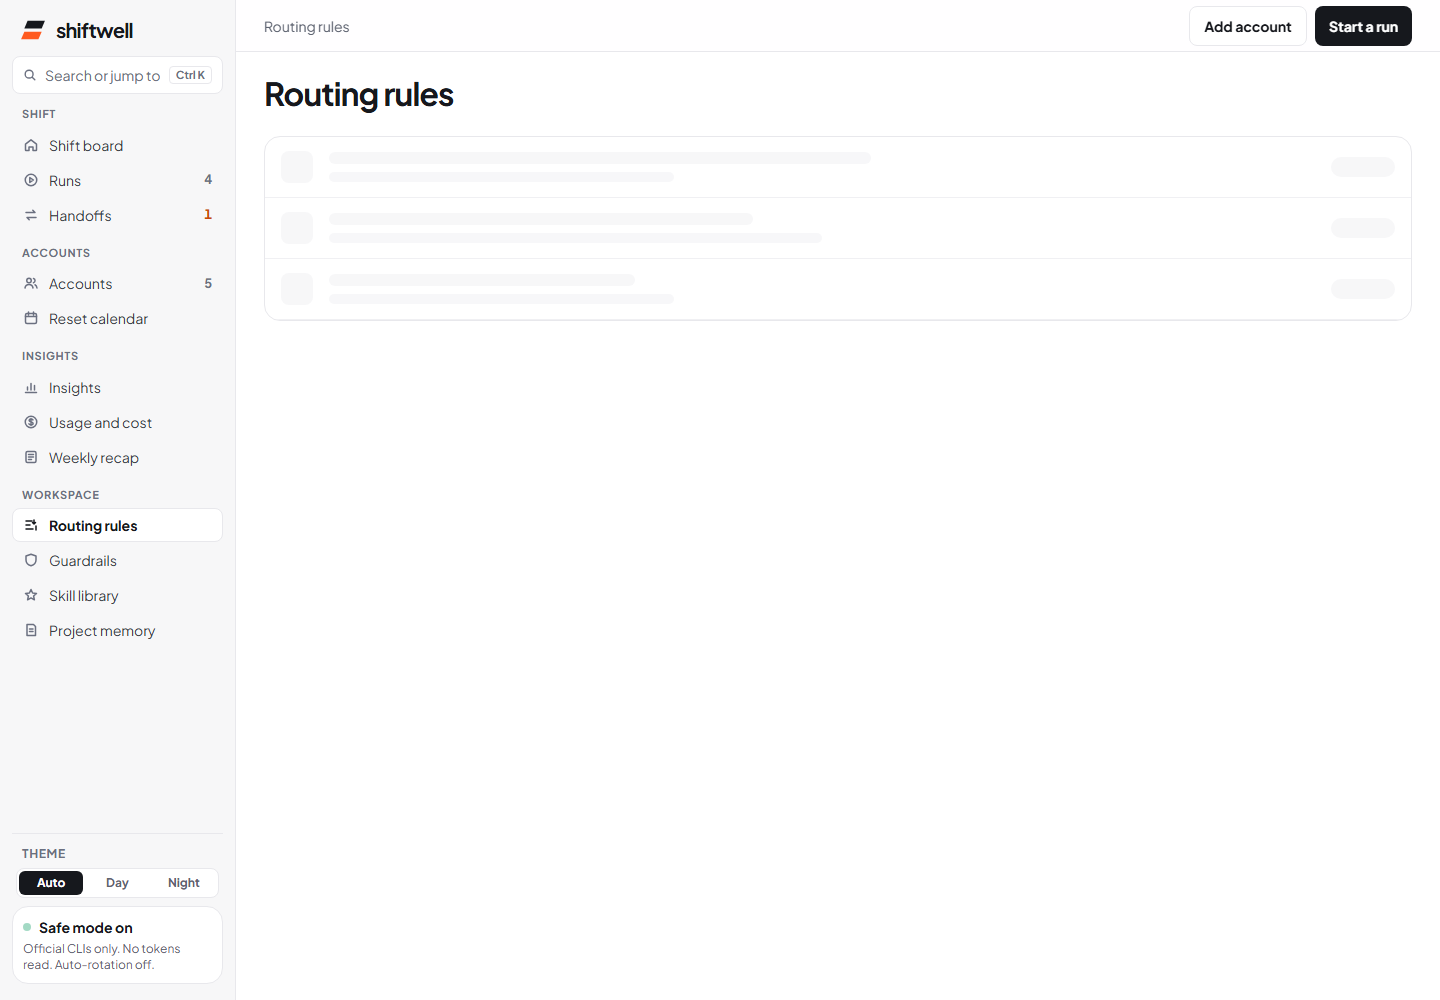 shiftwell
Search or jump to
Ctrl K
SHIFT
Shift board
Runs
4
Handoffs
1
ACCOUNTS
Accounts
5
Reset calendar
INSIGHTS
Insights
Usage and cost
Weekly recap
WORKSPACE
Routing rules
Guardrails
Skill library
Project memory
THEME
Auto
Day
Night
Safe mode on
Official CLIs only. No tokens
read. Auto-rotation off.
Routing rules
Add account
Start a run
Routing rules